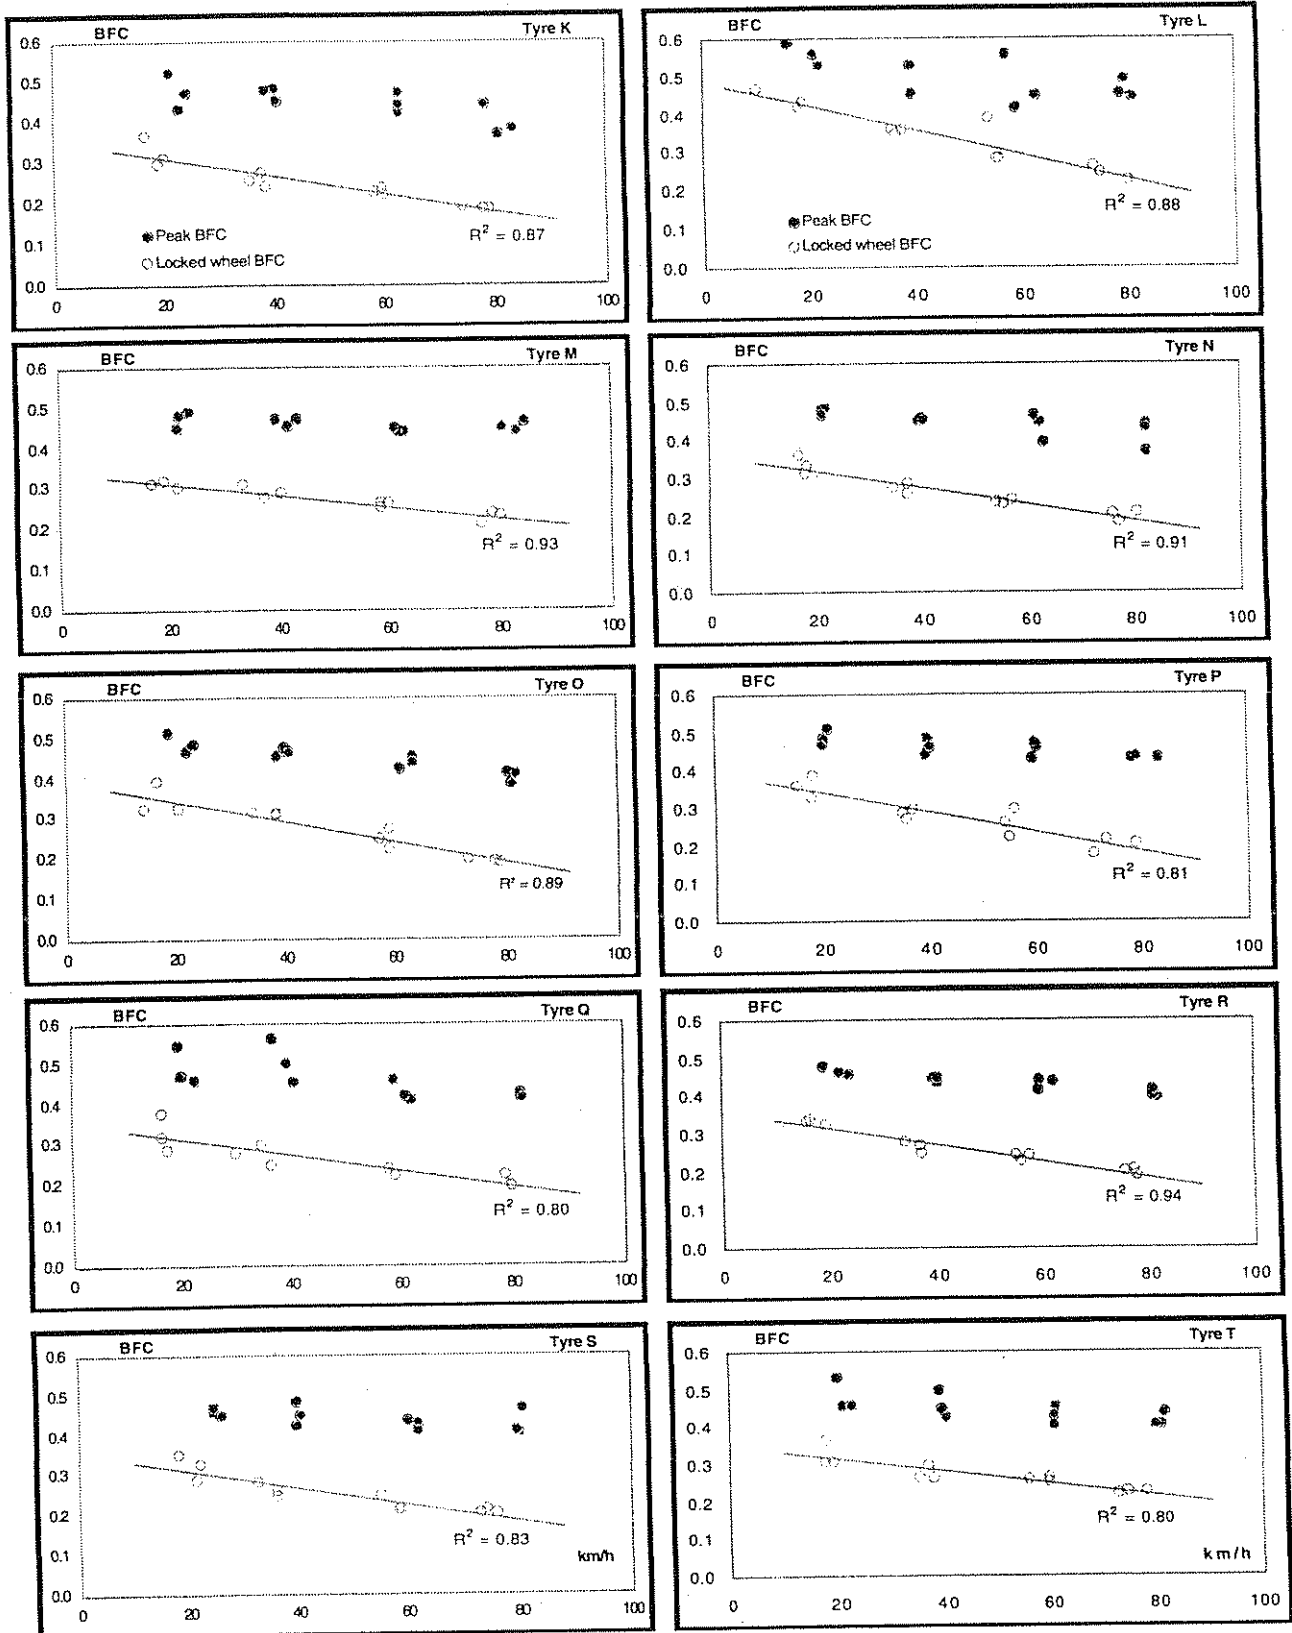 BFC Tyre K
0.6
0.5
0.4
0.3
0.2
0.1
0.0
Peak BFC
Locked wheel BFC
R² = 0.87
0 20 40 60 80 100
BFC Tyre L
0.6
0.5
0.4
0.3
0.2
0.1
0.0
Peak BFC
Locked wheel BFC
R² = 0.88
0 20 40 60 80 100
BFC Tyre M
0.6
0.5
0.4
0.3
0.2
0.1
0.0
R² = 0.93
0 20 40 60 80 100
BFC Tyre N
0.6
0.5
0.4
0.3
0.2
0.1
0.0
R² = 0.91
0 20 40 60 80 100
BFC Tyre O
0.6
0.5
0.4
0.3
0.2
0.1
0.0
R² = 0.89
0 20 40 60 80 100
BFC Tyre P
0.6
0.5
0.4
0.3
0.2
0.1
0.0
R² = 0.81
0 20 40 60 80 100
BFC Tyre Q
0.6
0.5
0.4
0.3
0.2
0.1
0.0
R² = 0.80
0 20 40 60 80 100
BFC Tyre R
0.6
0.5
0.4
0.3
0.2
0.1
0.0
R² = 0.94
0 20 40 60 80 100
BFC Tyre S
0.6
0.5
0.4
0.3
0.2
0.1
0.0
R² = 0.83
km/h
0 20 40 60 80 100
BFC Tyre T
0.6
0.5
0.4
0.3
0.2
0.1
0.0
R² = 0.80
km/h
0 20 40 60 80 100